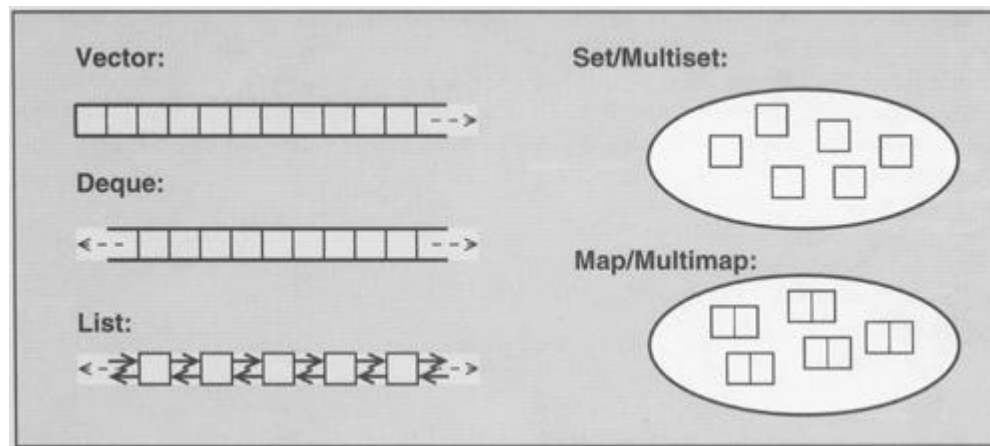 Vector:
Deque:
List:
Set/Multiset:
Map/Multimap: